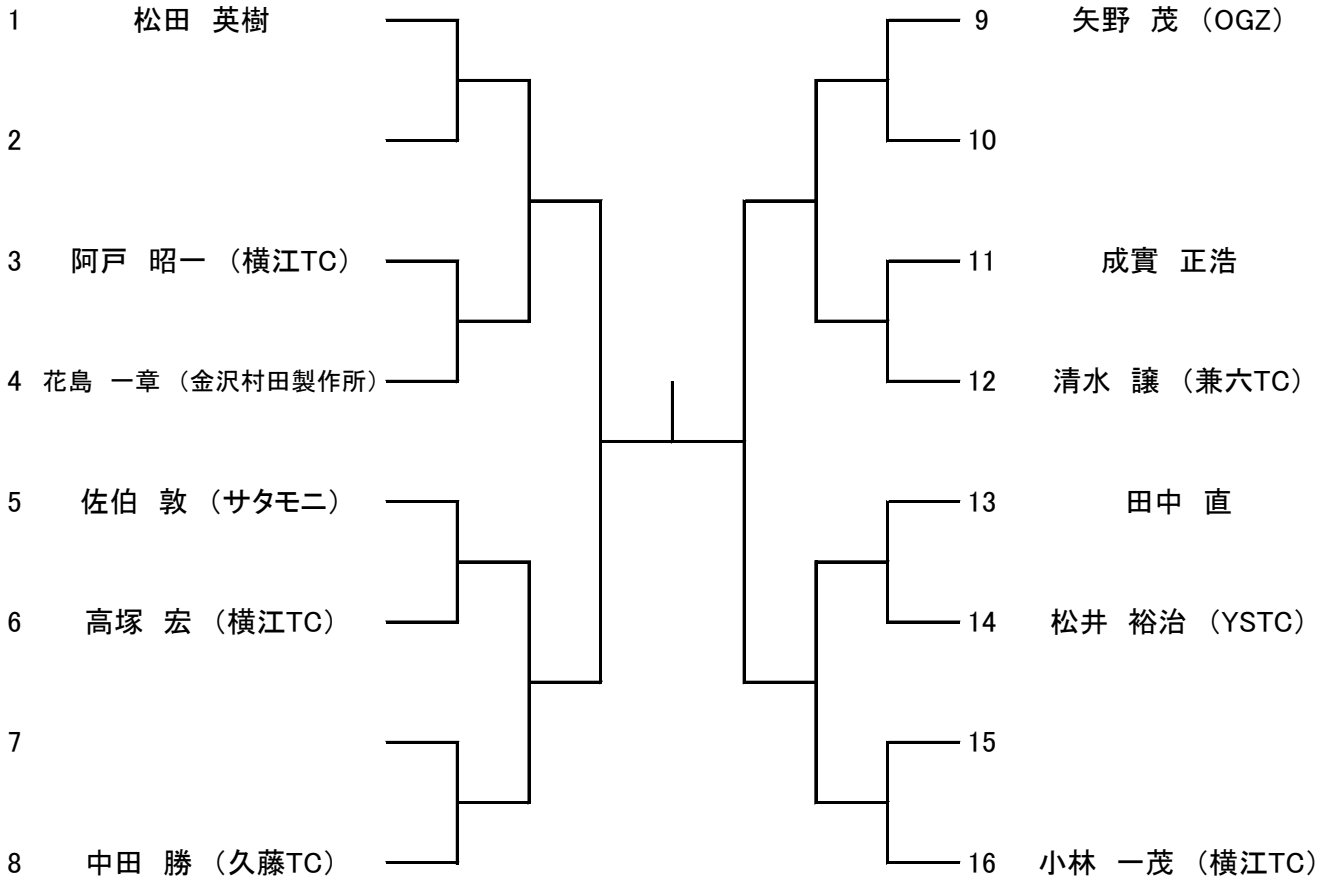 1 松田 英樹
2
3 阿戸 昭一 （横江TC）
4 花島 一章 （金沢村田製作所）
5 佐伯 敦 （サタモニ）
6 高塚 宏 （横江TC）
7
8 中田 勝 （久藤TC）
9 矢野 茂 （OGZ）
10
11 成實 正浩
12 清水 譲 （兼六TC）
13 田中 直
14 松井 裕治 （YSTC）
15
16 小林 一茂 （横江TC）